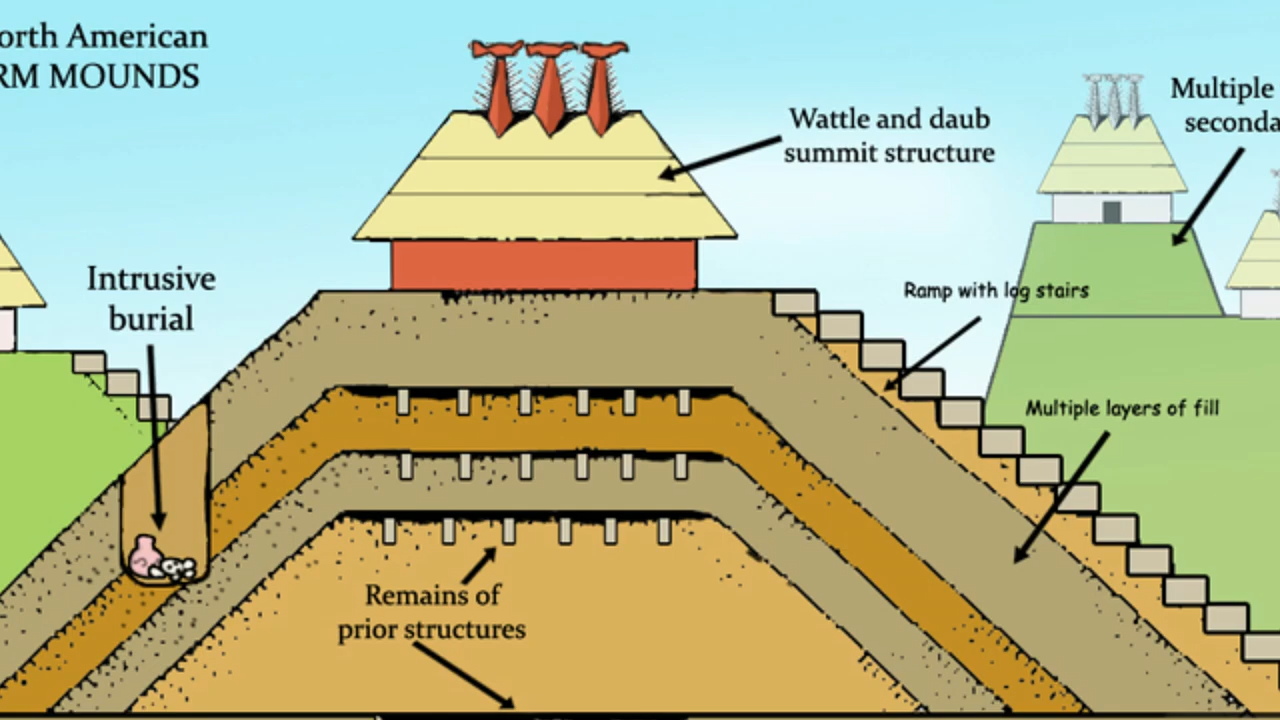 orth American
RM MOUNDS
Multiple
seconda
Wattle and daub
summit structure
Intrusive
burial
Ramp with log stairs
Multiple layers of fill
Remains of
prior structures